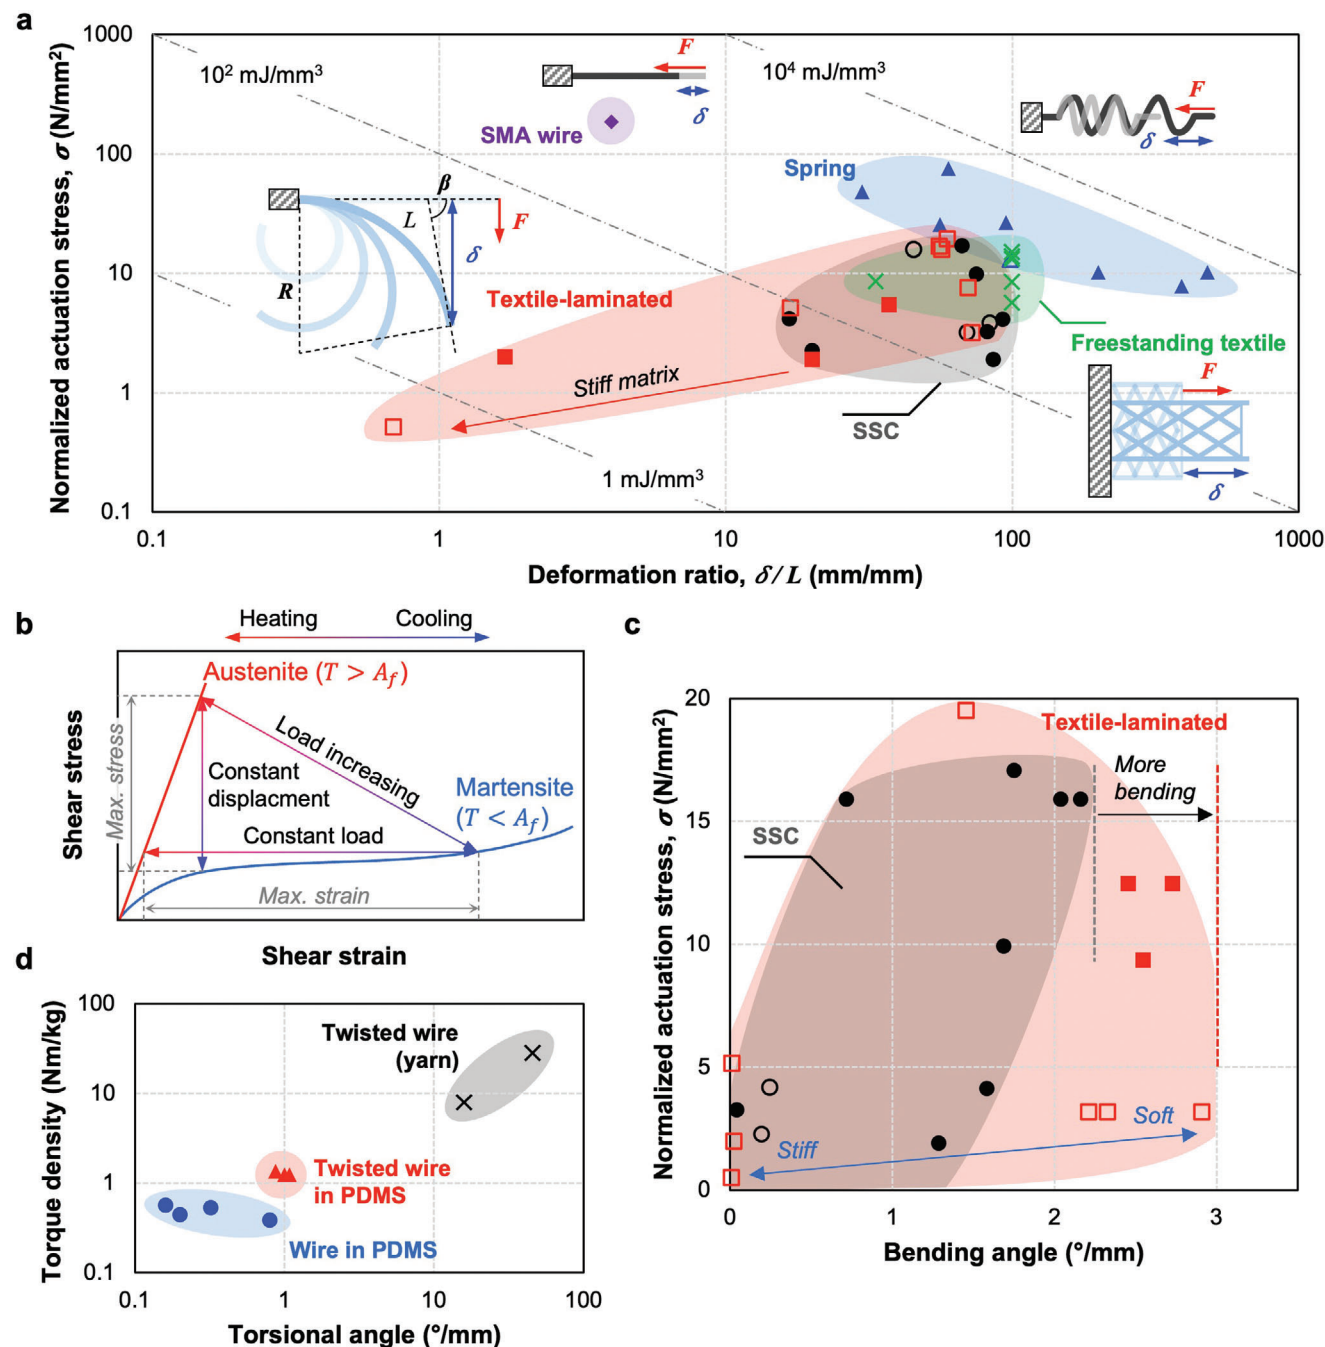 a
Normalized actuation stress, σ (N/mm²)
1000
100
10
1
0.1
10² mJ/mm³
10⁴ mJ/mm³
F
δ
SMA wire
F
δ
Spring
β
L
F
δ
R
Textile-laminated
Freestanding textile
Stiff matrix
SSC
F
δ
1 mJ/mm³
0.1
1
10
100
1000
Deformation ratio, δ/L (mm/mm)
b
Heating
Cooling
Shear stress
Max. stress
Austenite (T > A_f)
Load increasing
Constant
displacment
Martensite
(T < A_f)
Constant load
Max. strain
Shear strain
c
Normalized actuation stress, σ (N/mm²)
20
15
10
5
0
Textile-laminated
More
bending
SSC
Soft
Stiff
0
1
2
3
Bending angle (°/mm)
d
Torque density (Nm/kg)
100
10
1
0.1
Twisted wire
(yarn)
Twisted wire
in PDMS
Wire in PDMS
0.1
1
10
100
Torsional angle (°/mm)